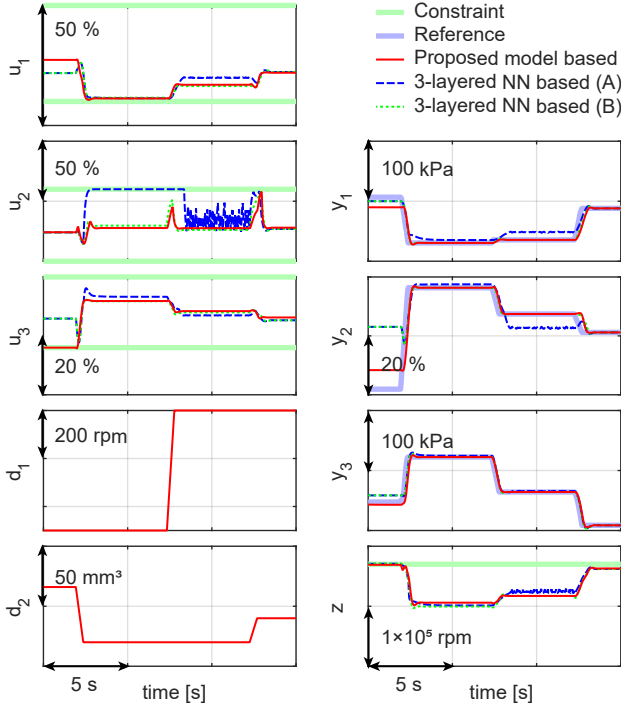 Constraint
Reference
Proposed model based
3-layered NN based (A)
3-layered NN based (B)
u1
50 %
u2
50 %
u3
20 %
d1
200 rpm
d2
50 mm³
5 s
time [s]
y1
100 kPa
y2
20 %
y3
100 kPa
z
1×10⁵ rpm
5 s
time [s]